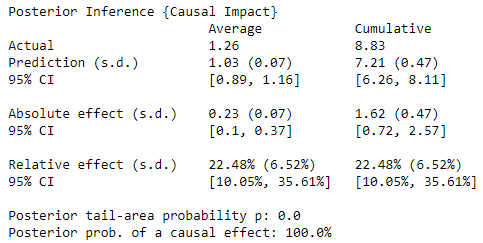 Posterior Inference {Causal Impact}
                         Average            Cumulative
Actual                   1.26               8.83
Prediction (s.d.)        1.03 (0.07)        7.21 (0.47)
95% CI                   [0.89, 1.16]       [6.26, 8.11]

Absolute effect (s.d.)   0.23 (0.07)        1.62 (0.47)
95% CI                   [0.1, 0.37]        [0.72, 2.57]

Relative effect (s.d.)   22.48% (6.52%)     22.48% (6.52%)
95% CI                   [10.05%, 35.61%]   [10.05%, 35.61%]

Posterior tail-area probability p: 0.0
Posterior prob. of a causal effect: 100.0%